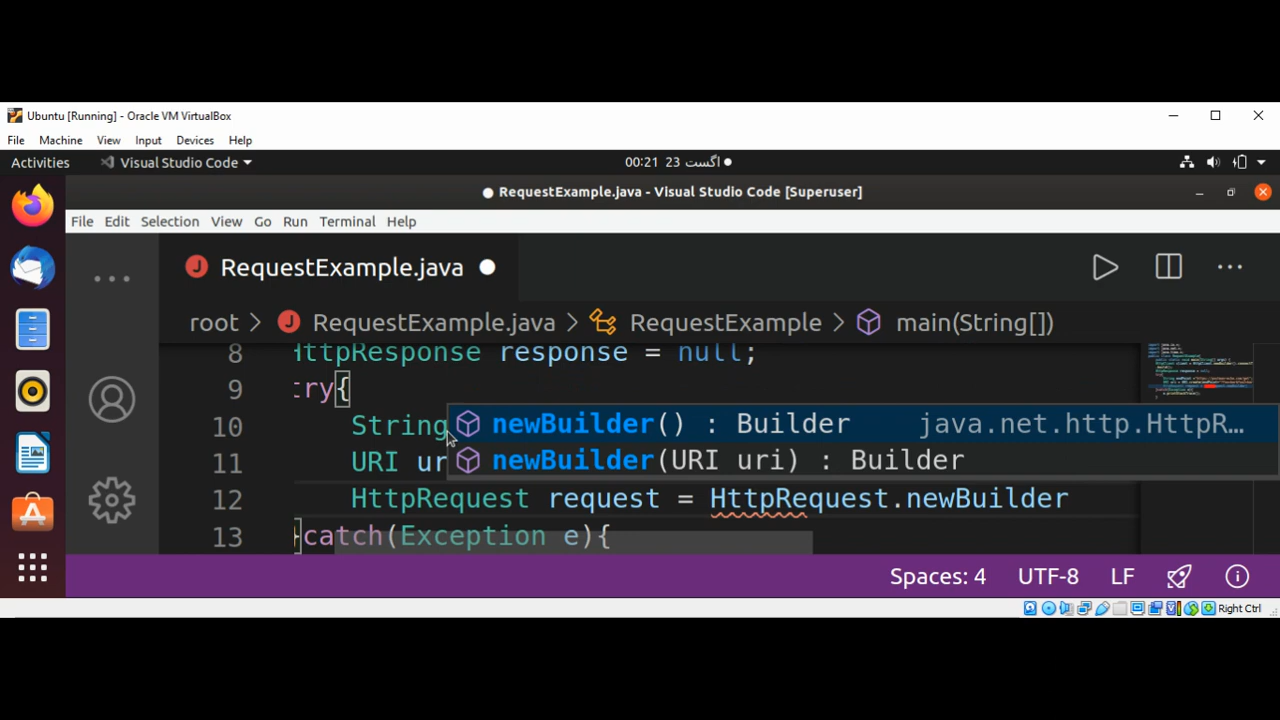 Ubuntu [Running] - Oracle VM VirtualBox
File Machine View Input Devices Help
Activities Visual Studio Code 00:21 23 اگست
RequestExample.java - Visual Studio Code [Superuser]
File Edit Selection View Go Run Terminal Help
RequestExample.java
root > RequestExample.java > RequestExample > main(String[])
8 HttpResponse response = null;
9 try{
10 String newBuilder() : Builder java.net.http.HttpR...
11 URI ur newBuilder(URI uri) : Builder
12 HttpRequest request = HttpRequest.newBuilder
13 }catch(Exception e){
Spaces: 4 UTF-8 LF
Right Ctrl